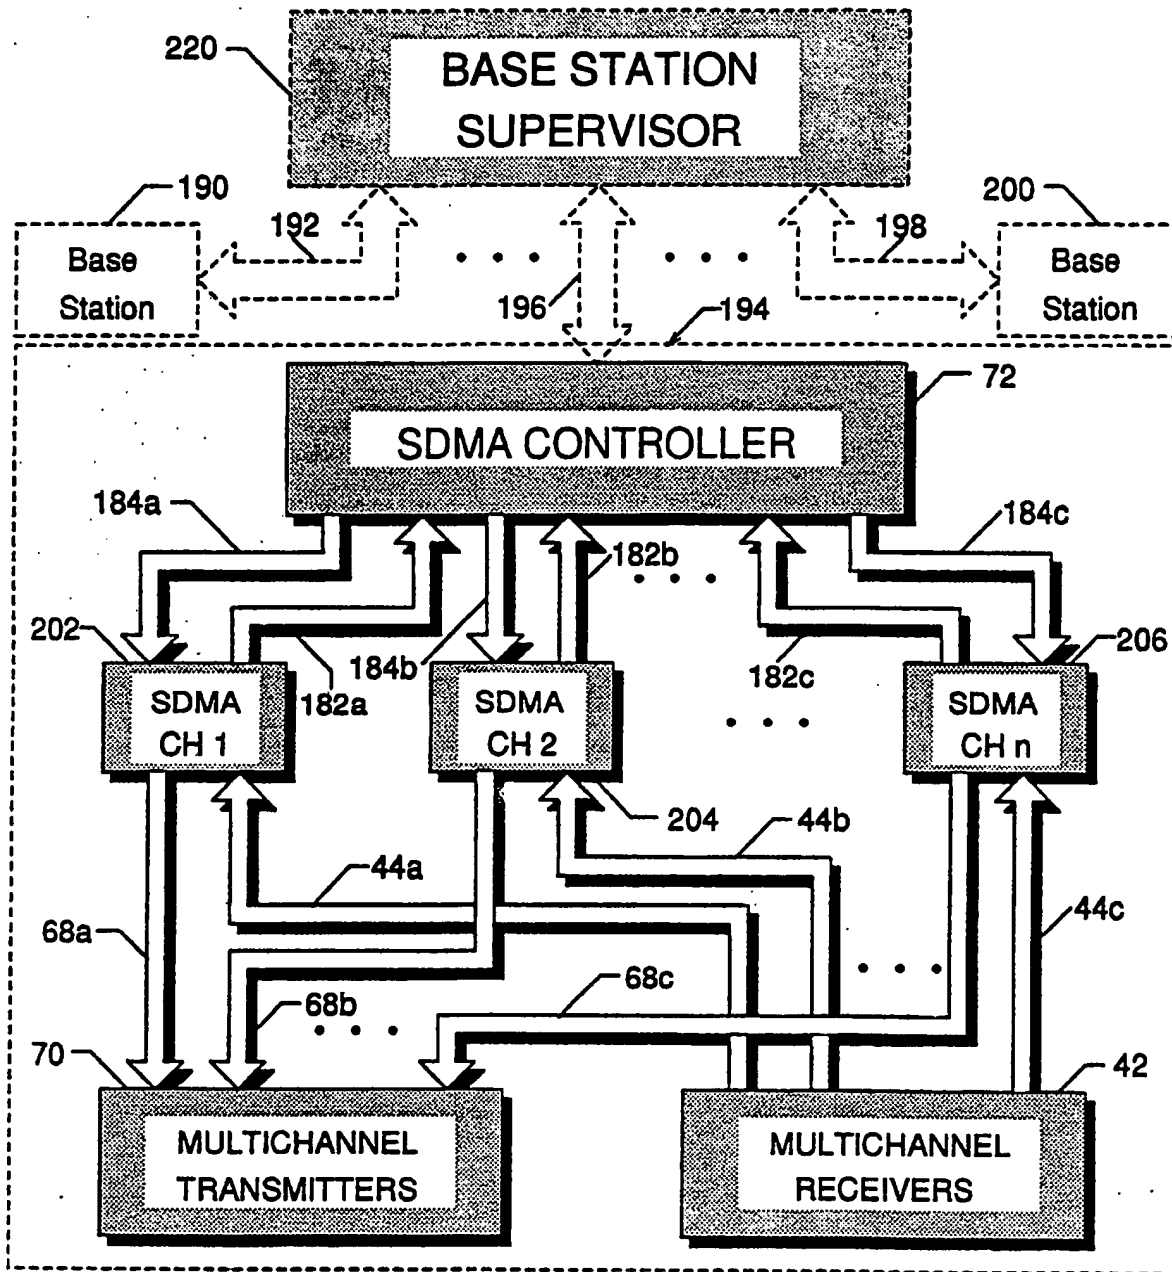 220
BASE STATION
SUPERVISOR
190
192
198
200
Base
Station
196
194
Base
Station
72
SDMA CONTROLLER
184a
184c
182b
202
184b
182a
182c
206
SDMA
CH 1
SDMA
CH 2
SDMA
CH n
204
44b
44a
44c
68a
68c
68b
70
42
MULTICHANNEL
TRANSMITTERS
MULTICHANNEL
RECEIVERS